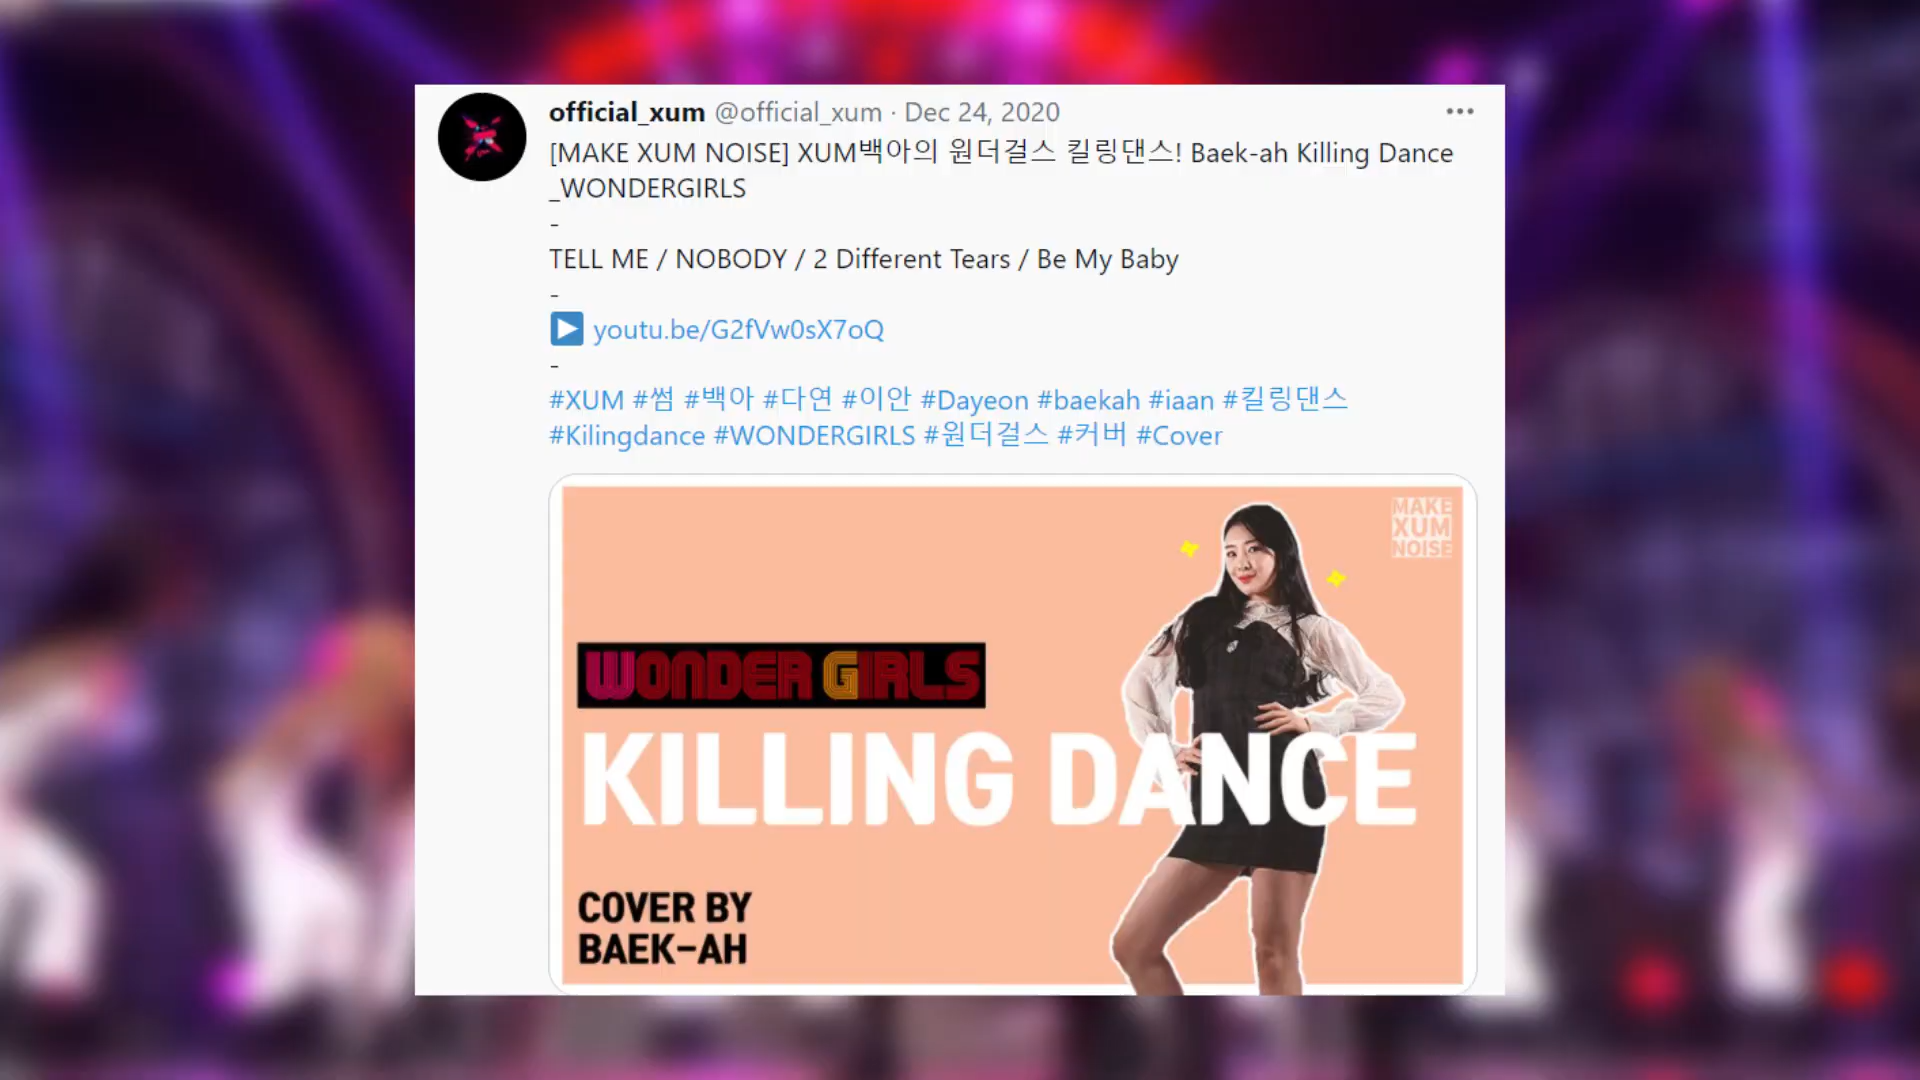 official_xum @official_xum · Dec 24, 2020
[MAKE XUM NOISE] XUM백아의 원더걸스 킬링댄스! Baek-ah Killing Dance
_WONDERGIRLS
-
TELL ME / NOBODY / 2 Different Tears / Be My Baby
-
youtu.be/G2fVw0sX7oQ
-
#XUM #썸 #백아 #다연 #이안 #Dayeon #baekah #iaan #킬링댄스
#Kilingdance #WONDERGIRLS #원더걸스 #커버 #Cover
MAKE
XUM
NOISE
WONDER GIRLS
KILLING DANCE
COVER BY
BAEK-AH